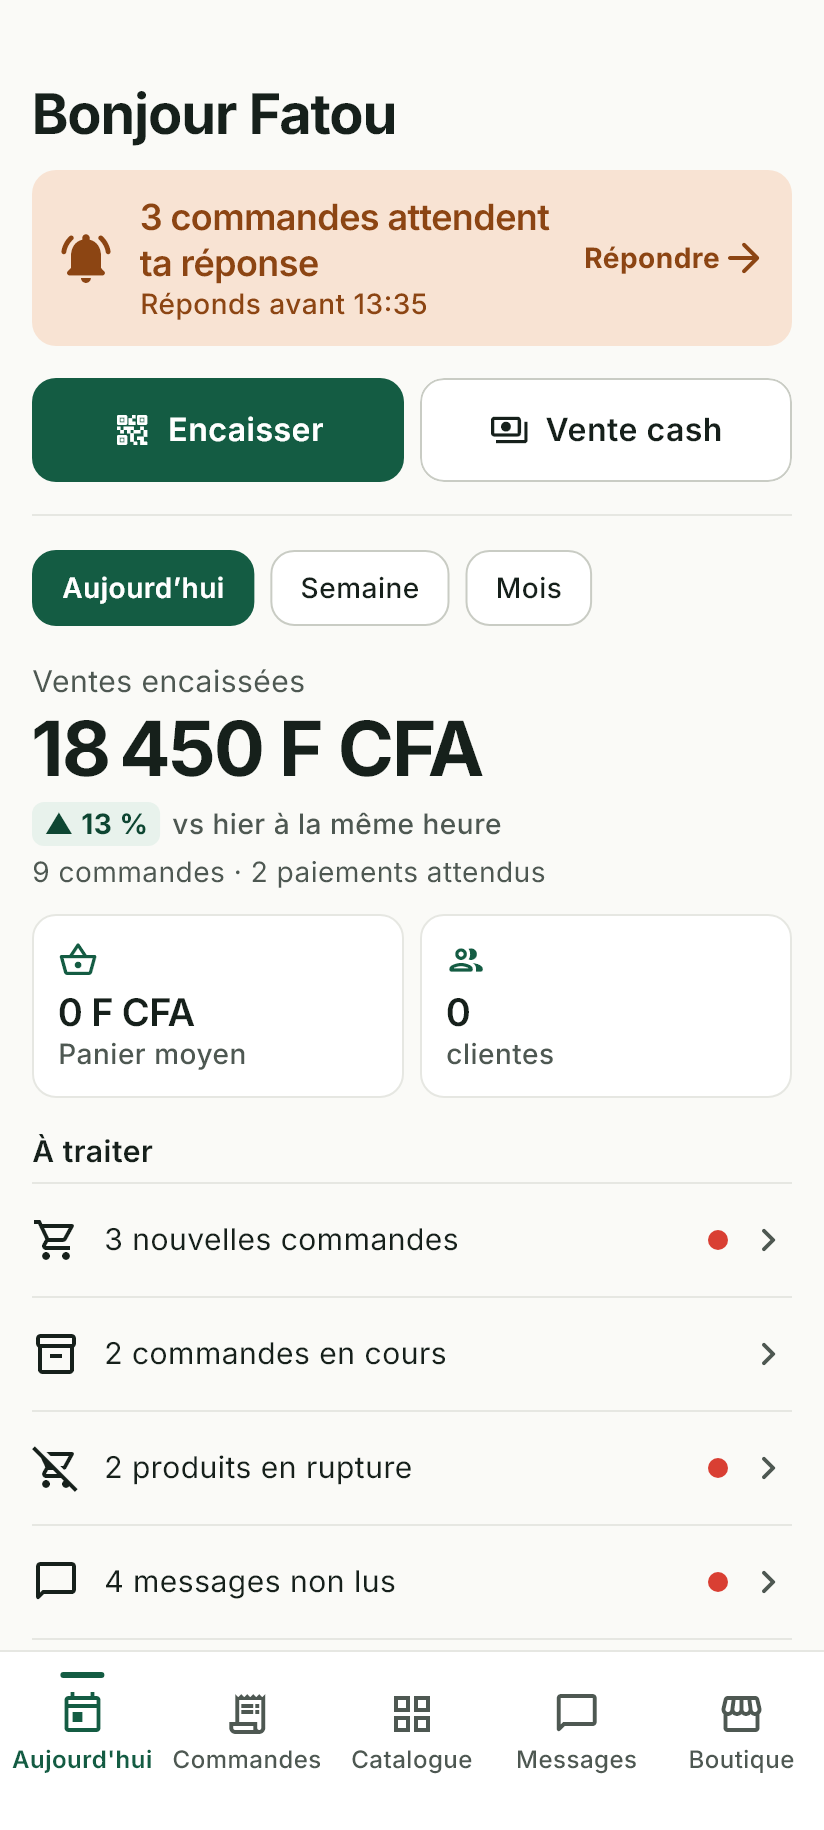 Bonjour Fatou
3 commandes attendent
ta réponse
Réponds avant 13:35
Répondre
Encaisser
Vente cash
Aujourd’hui
Semaine
Mois
Ventes encaissées
18 450 F CFA
▲ 13 % vs hier à la même heure
9 commandes · 2 paiements attendus
0 F CFA
Panier moyen
0
clientes
À traiter
3 nouvelles commandes
2 commandes en cours
2 produits en rupture
4 messages non lus
Aujourd'hui
Commandes
Catalogue
Messages
Boutique